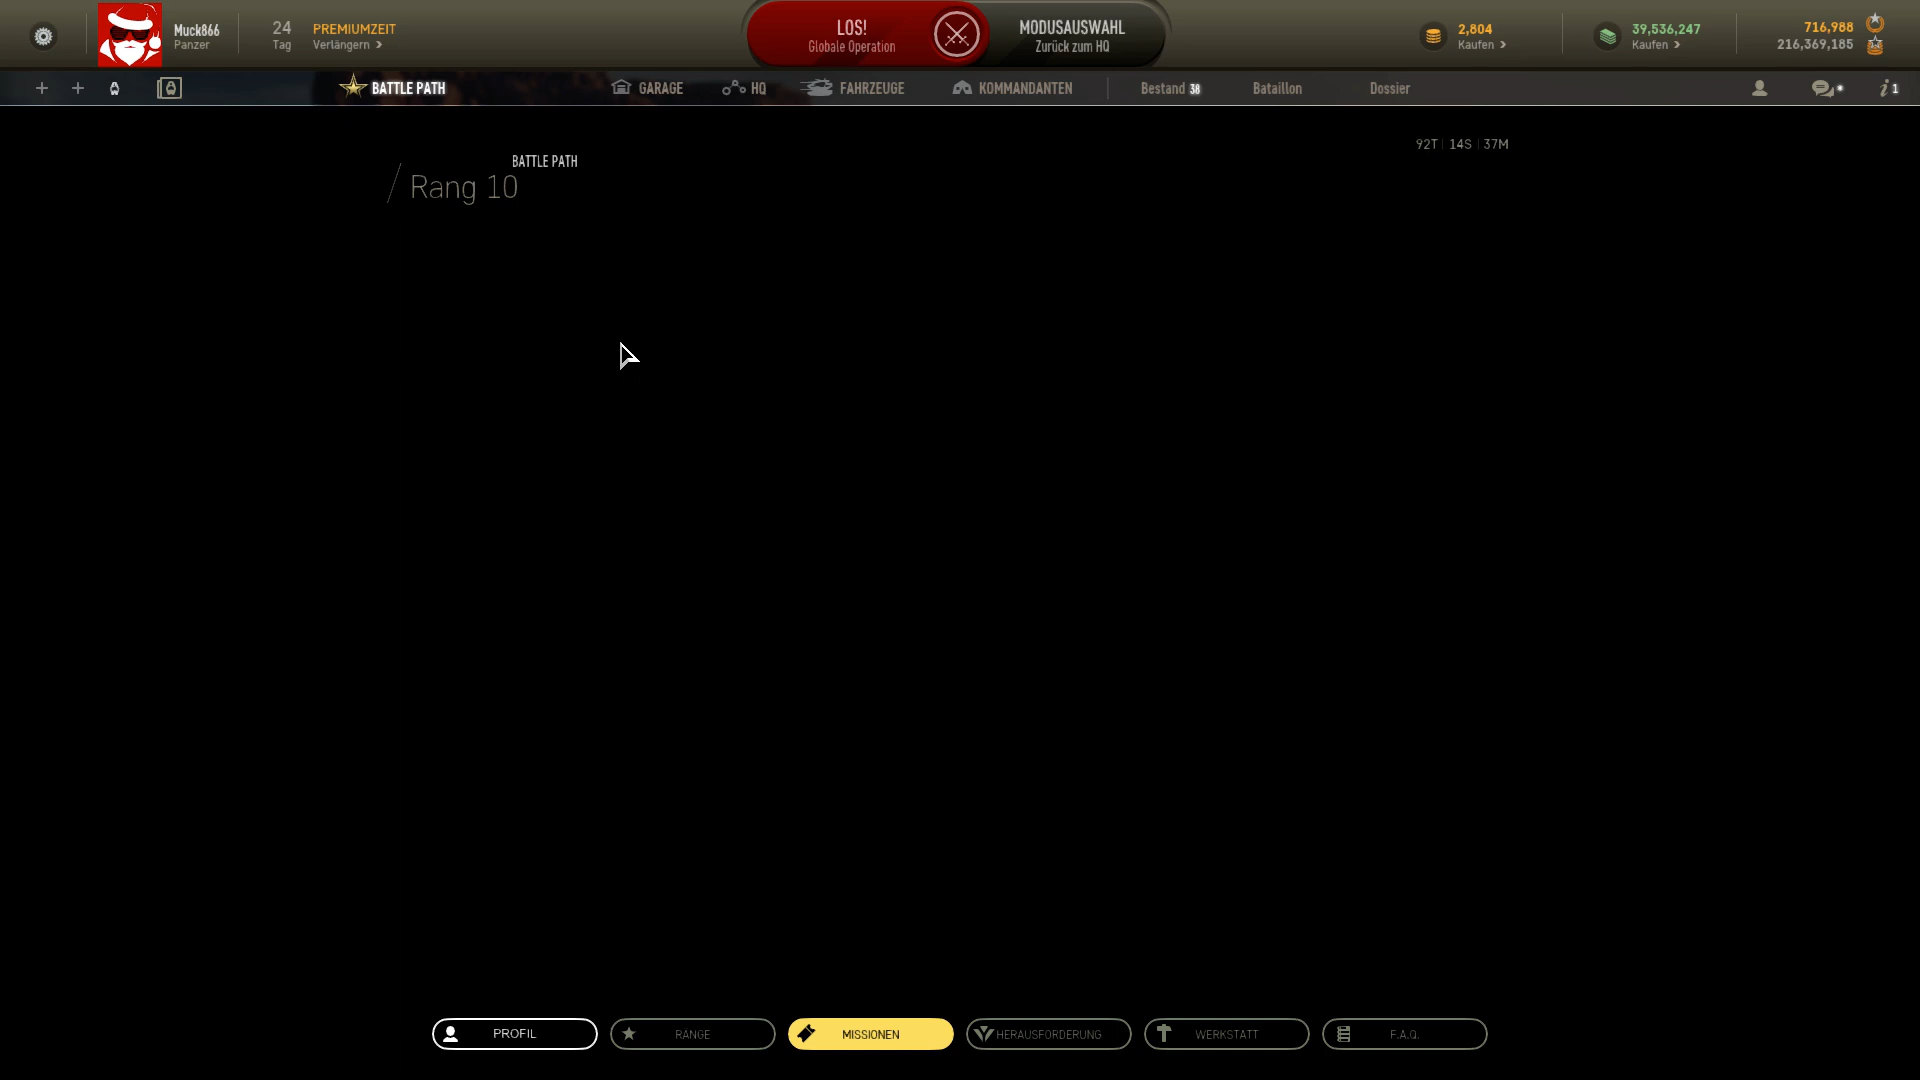 Muck866
Panzer
24
Tag
PREMIUMZEIT
Verlängern
LOS!
Globale Operation
MODUSAUSWAHL
Zurück zum HQ
2,804
Kaufen
39,536,247
Kaufen
716,988
216,369,185
BATTLE PATH
GARAGE
HQ
FAHRZEUGE
KOMMANDANTEN
Bestand 38
Bataillon
Dossier
1
92T 14S 37M
BATTLE PATH
Rang 10
PROFIL
RANGE
MISSIONEN
HERAUSFORDERUNG
WERKSTATT
F.A.Q.